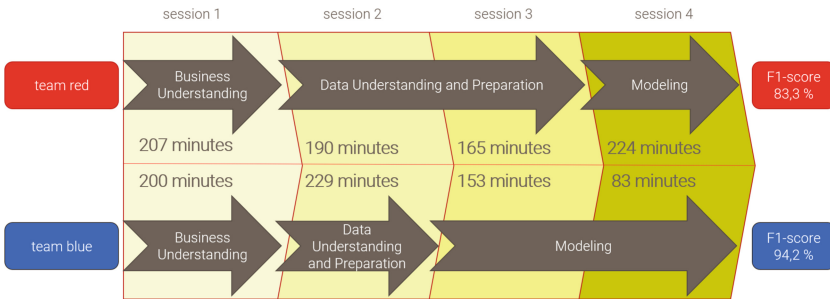 session 1
session 2
session 3
session 4
team red
Business
Understanding
Data Understanding and Preparation
Modeling
F1-score
83,3 %
207 minutes
190 minutes
165 minutes
224 minutes
200 minutes
229 minutes
153 minutes
83 minutes
team blue
Business
Understanding
Data
Understanding
and Preparation
Modeling
F1-score
94,2 %